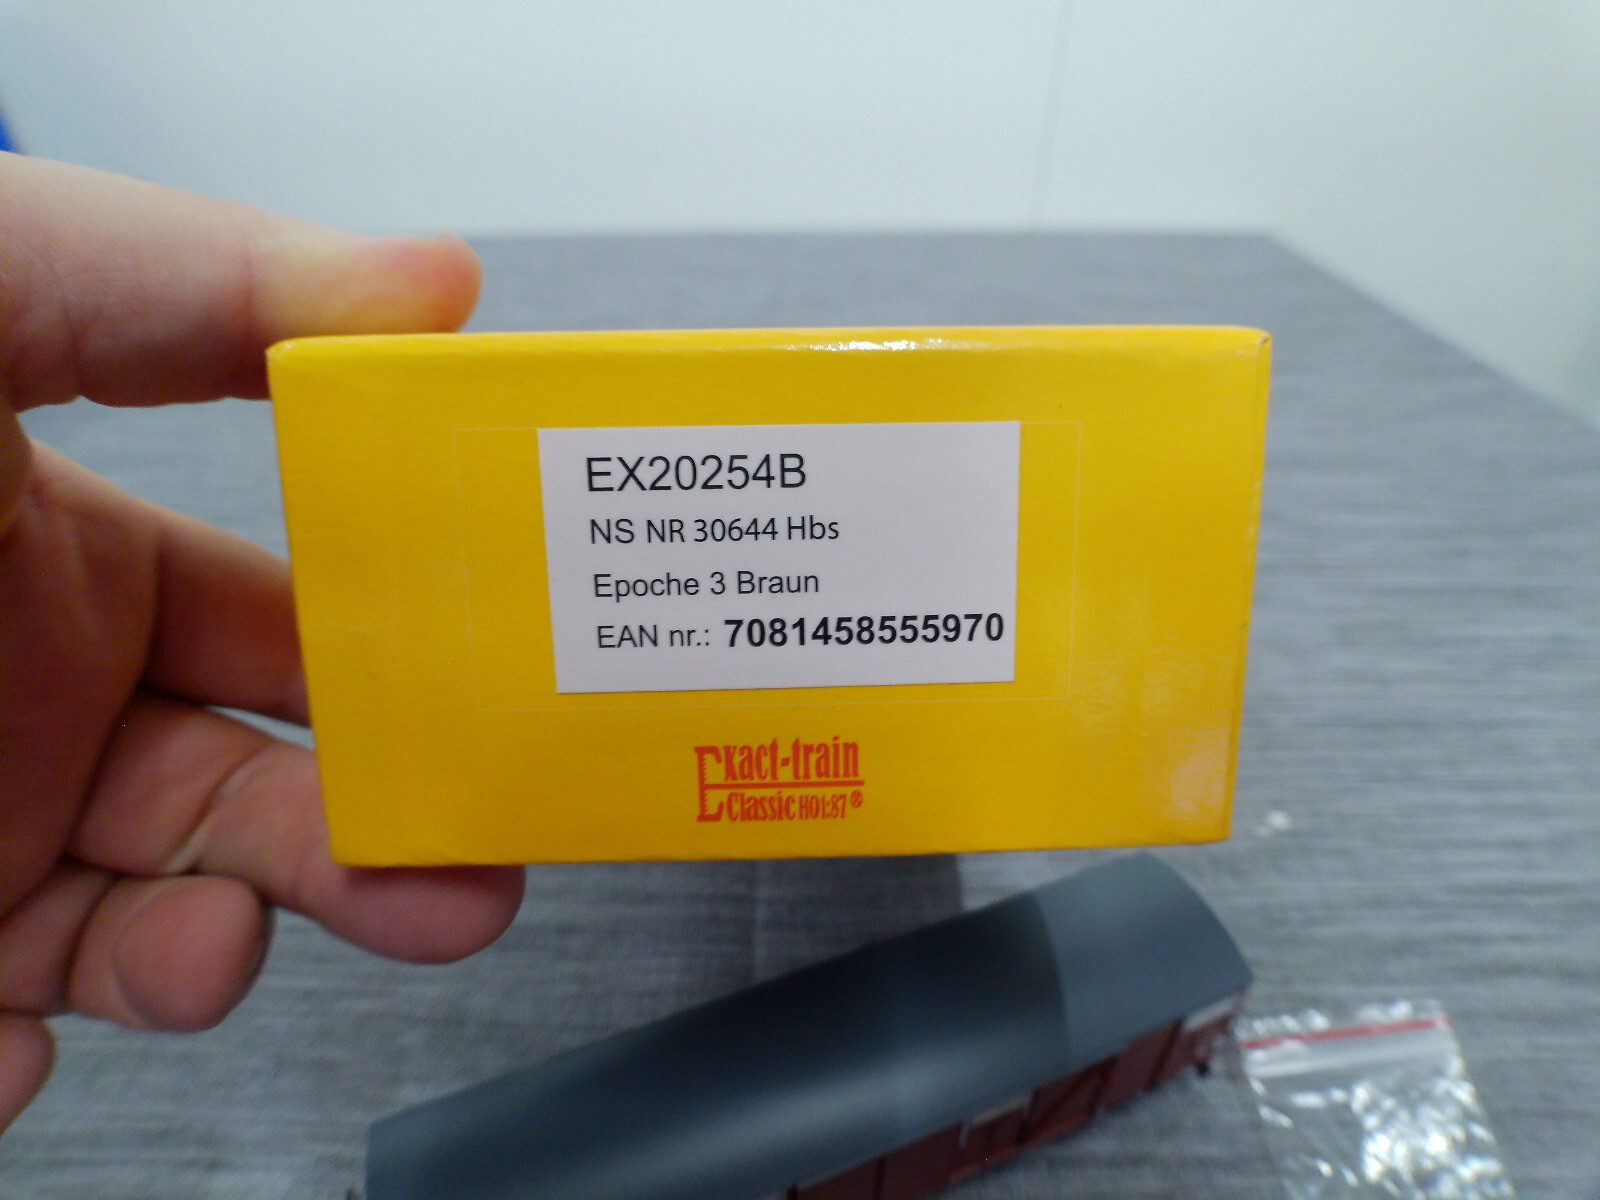 EX20254B
NS NR 30644 Hbs
Epoche 3 Braun
EAN nr.: 7081458555970
Exact-train
Classic H0 1:87®